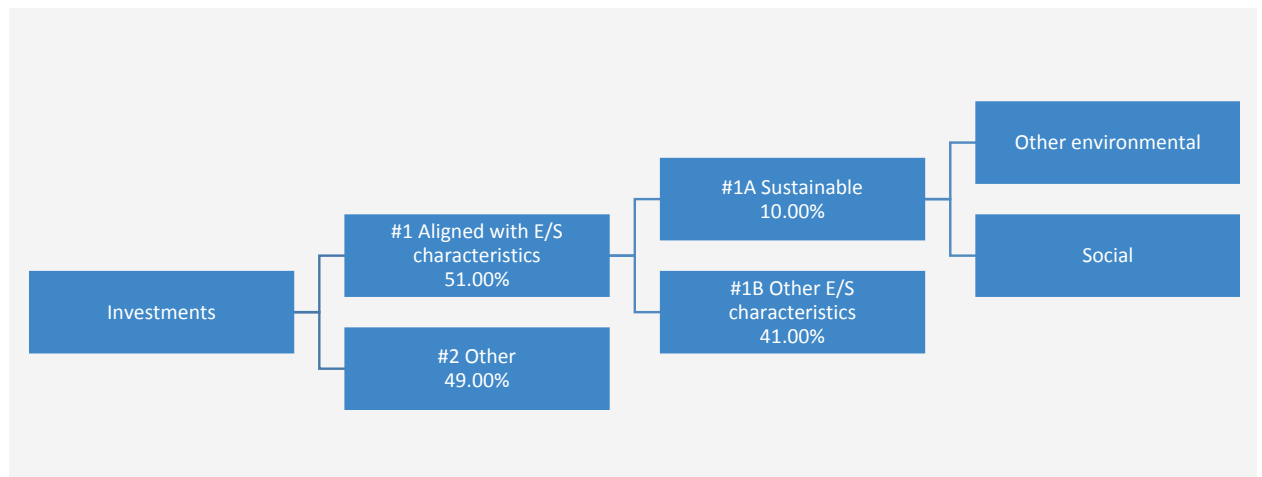 Investments
#1 Aligned with E/S
characteristics
51.00%
#2 Other
49.00%
#1A Sustainable
10.00%
#1B Other E/S
characteristics
41.00%
Other environmental
Social